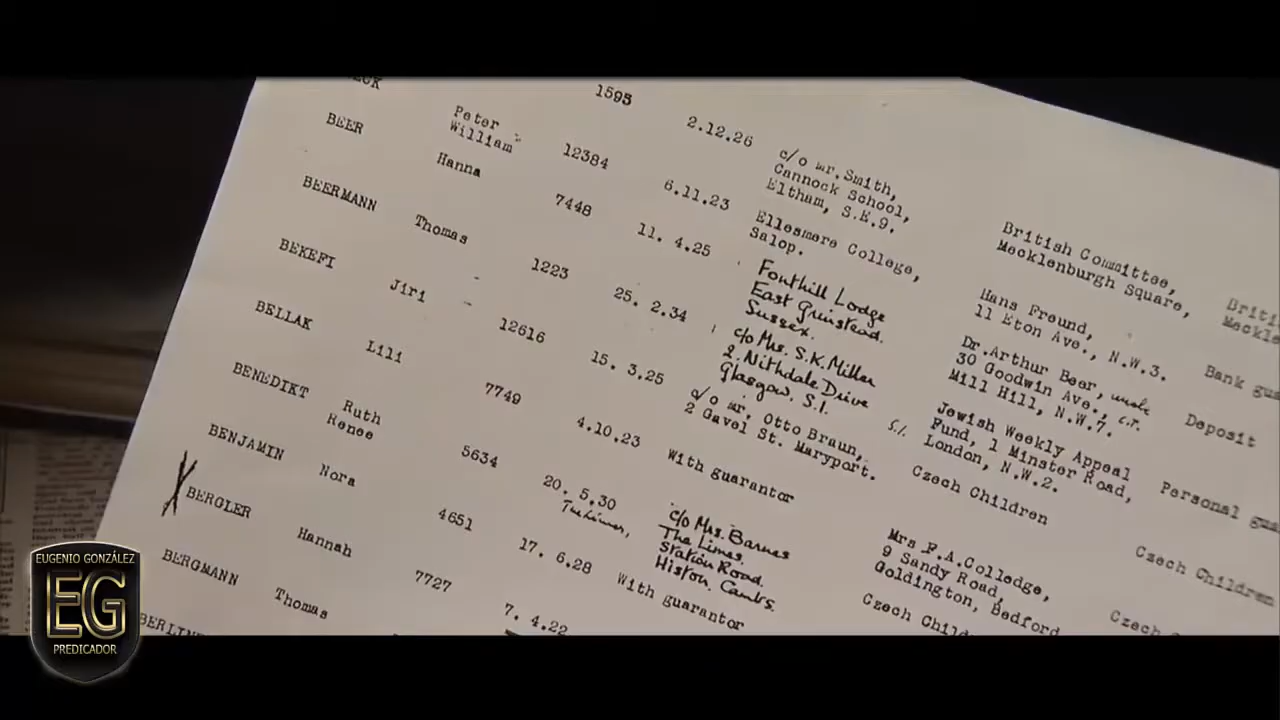 1595 2.12.26 c/o Mr. Smith,
Cannock School,
Eltham, S.E.9.
British Committee,
Mecklenburgh Square,
BEER Peter
William 12384 6.11.23 Ellesmere College,
Salop.
Hans Freund,
11 Eton Ave., N.W.3.
Hanna 7448 11. 4.25 Fonthill Lodge
East Grinstead
Sussex.
Dr. Arthur Beer,
30 Goodwin Ave.,
Mill Hill, N.W.7.
Deposit
BEERMANN Thomas 1223 25. 2.34 c/o Mrs. S.K. Miller
2. Nithdale Drive
Glasgow. S.1.
Jewish Weekly Appeal
Fund, 1 Minster Road,
London, N.W.2.
BEKEFI Jiri 12616 15. 3.25 c/o Mr. Otto Braun,
2 Gavel St. Maryport.
Czech Children
Czech Children
BELLAK Lili 7749 4.10.23 With guarantor
Mrs F.A. Colledge,
9 Sandy Road,
Goldington, Bedford
BENEDIKT Ruth
Renee 5634 20. 5.30 c/o Mrs. Barnes
The Limes.
Station Road.
Histon. Cambs.
BENJAMIN Nora 4651 17. 6.28 With guarantor
BERGLER Hannah 7727 7. 4.22
BERGMANN Thomas
EUGENIO GONZÁLEZ
EG
PREDICADOR